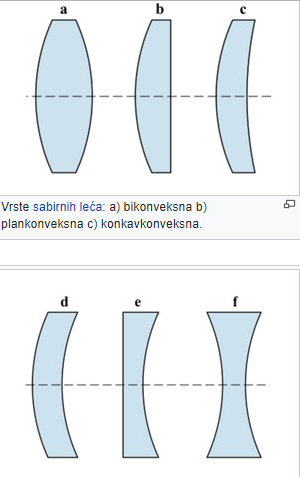 a b c
Vrste sabirnih leća: a) bikonveksna b)
plankonveksna c) konkavkonveksna.
d e f